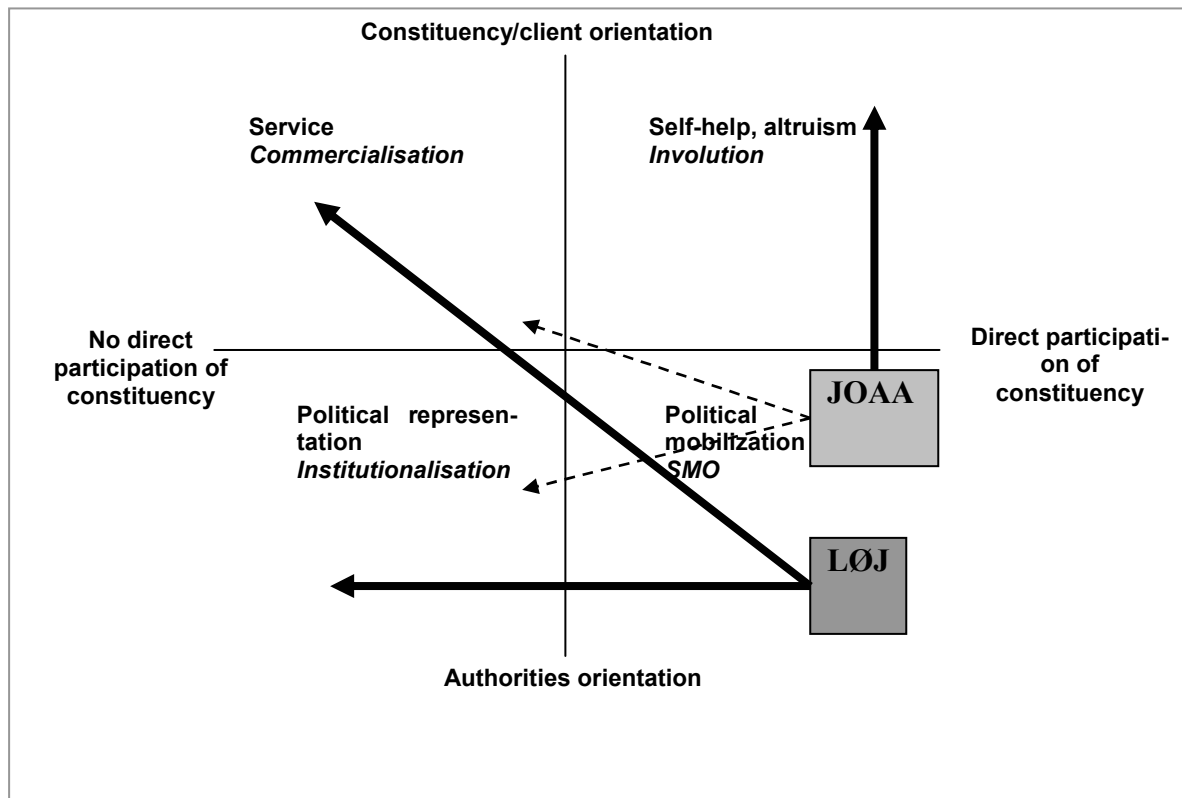 Constituency/client orientation
Service
Commercialisation
Self-help, altruism
Involution
No direct
participation of
constituency
Direct participati-
on of
constituency
JOAA
Political represen-
tation
Institutionalisation
Political
mobilization
SMO
LØJ
Authorities orientation